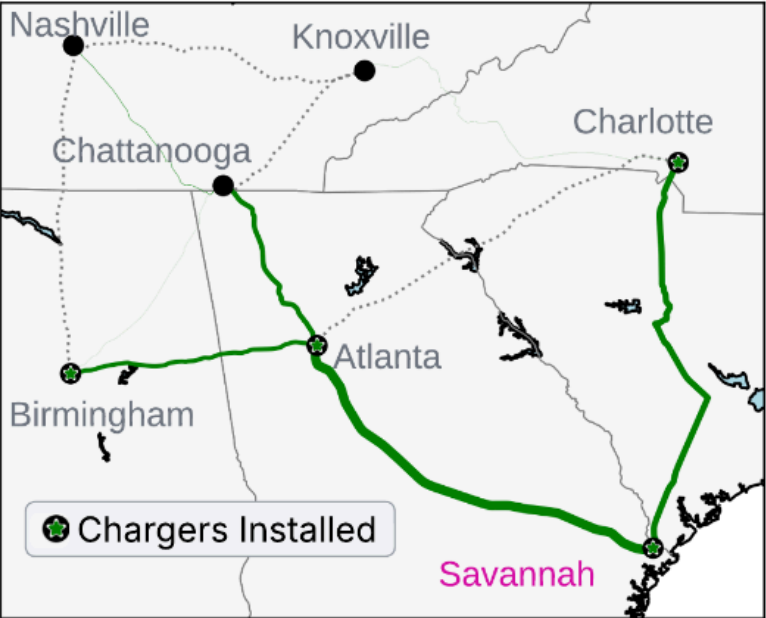 Nashville
Knoxville
Charlotte
Chattanooga
Atlanta
Birmingham
Chargers Installed
Savannah